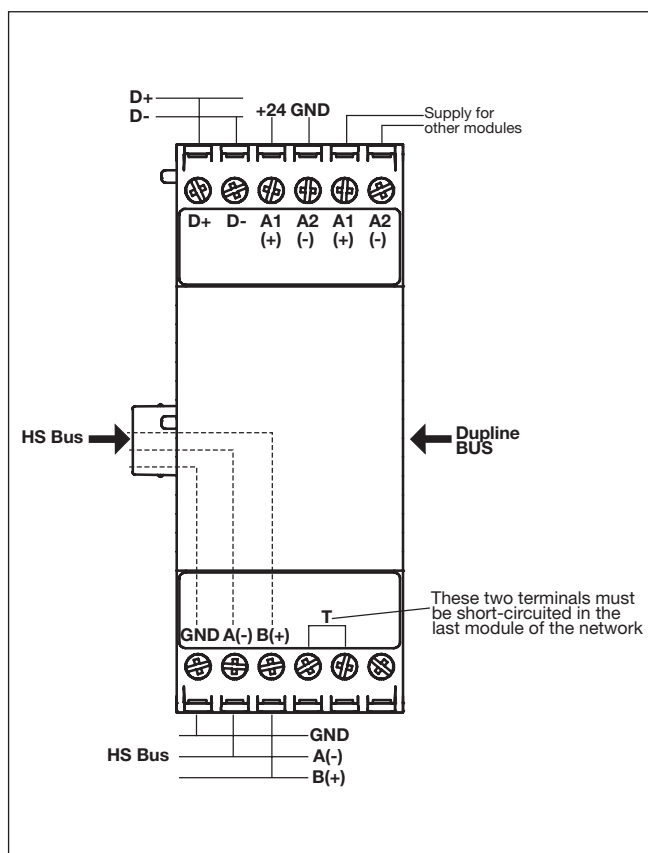 D+
D-
+24 GND
Supply for
other modules
D+ D- A1 A2 A1 A2
(+) (-) (+) (-)
HS Bus
Dupline
BUS
These two terminals must
be short-circuited in the
last module of the network
T
GND A(-) B(+)
GND
HS Bus
A(-)
B(+)